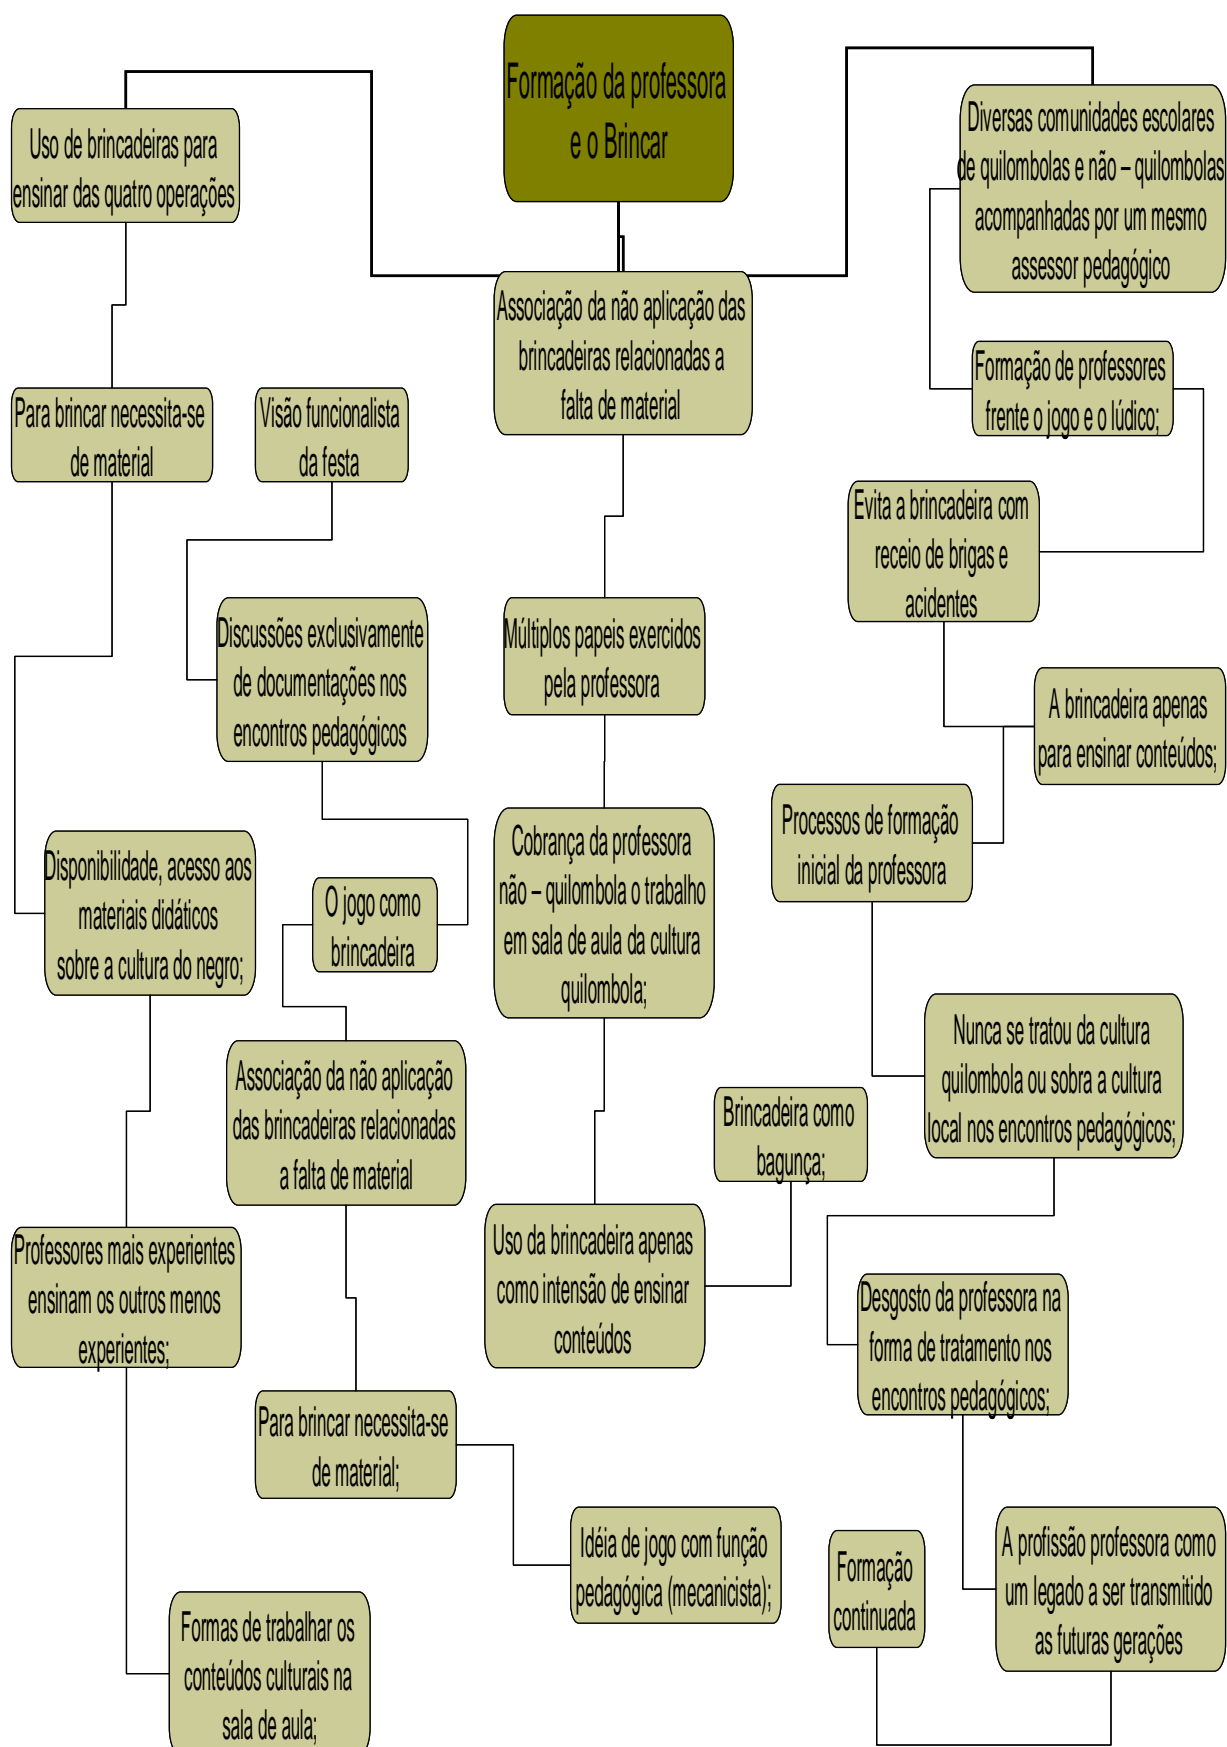 Formação da professora
e o Brincar
Uso de brincadeiras para
ensinar das quatro operações
Diversas comunidades escolares
de quilombolas e não – quilombolas
acompanhadas por um mesmo
assessor pedagógico
Associação da não aplicação das
brincadeiras relacionadas a
falta de material
Formação de professores
frente o jogo e o lúdico;
Para brincar necessita-se
de material
Visão funcionalista
da festa
Evita a brincadeira com
receio de brigas e
acidentes
Discussões exclusivamente
de documentações nos
encontros pedagógicos
Múltiplos papeis exercidos
pela professora
A brincadeira apenas
para ensinar conteúdos;
Processos de formação
inicial da professora
Disponibilidade, acesso aos
materiais didáticos
sobre a cultura do negro;
O jogo como
brincadeira
Cobrança da professora
não – quilombola o trabalho
em sala de aula da cultura
quilombola;
Nunca se tratou da cultura
quilombola ou sobra a cultura
local nos encontros pedagógicos;
Associação da não aplicação
das brincadeiras relacionadas
a falta de material
Brincadeira como
bagunça;
Uso da brincadeira apenas
como intensão de ensinar
conteúdos
Professores mais experientes
ensinam os outros menos
experientes;
Desgosto da professora na
forma de tratamento nos
encontros pedagógicos;
Para brincar necessita-se
de material;
Idéia de jogo com função
pedagógica (mecanicista);
Formação
continuada
A profissão professora como
um legado a ser transmitido
as futuras gerações
Formas de trabalhar os
conteúdos culturais na
sala de aula;